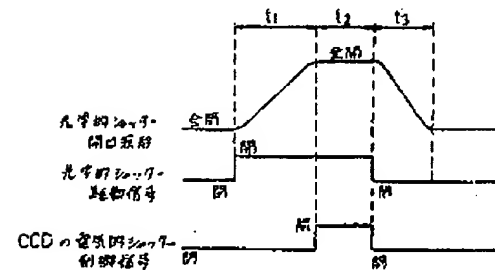 t₁ t₂ t₃
全開
光学的シャッター 全閉
開口
開
光学的シャッター
駆動信号 閉 閉
開
CCDの電気的シャッター
制御信号 閉 閉